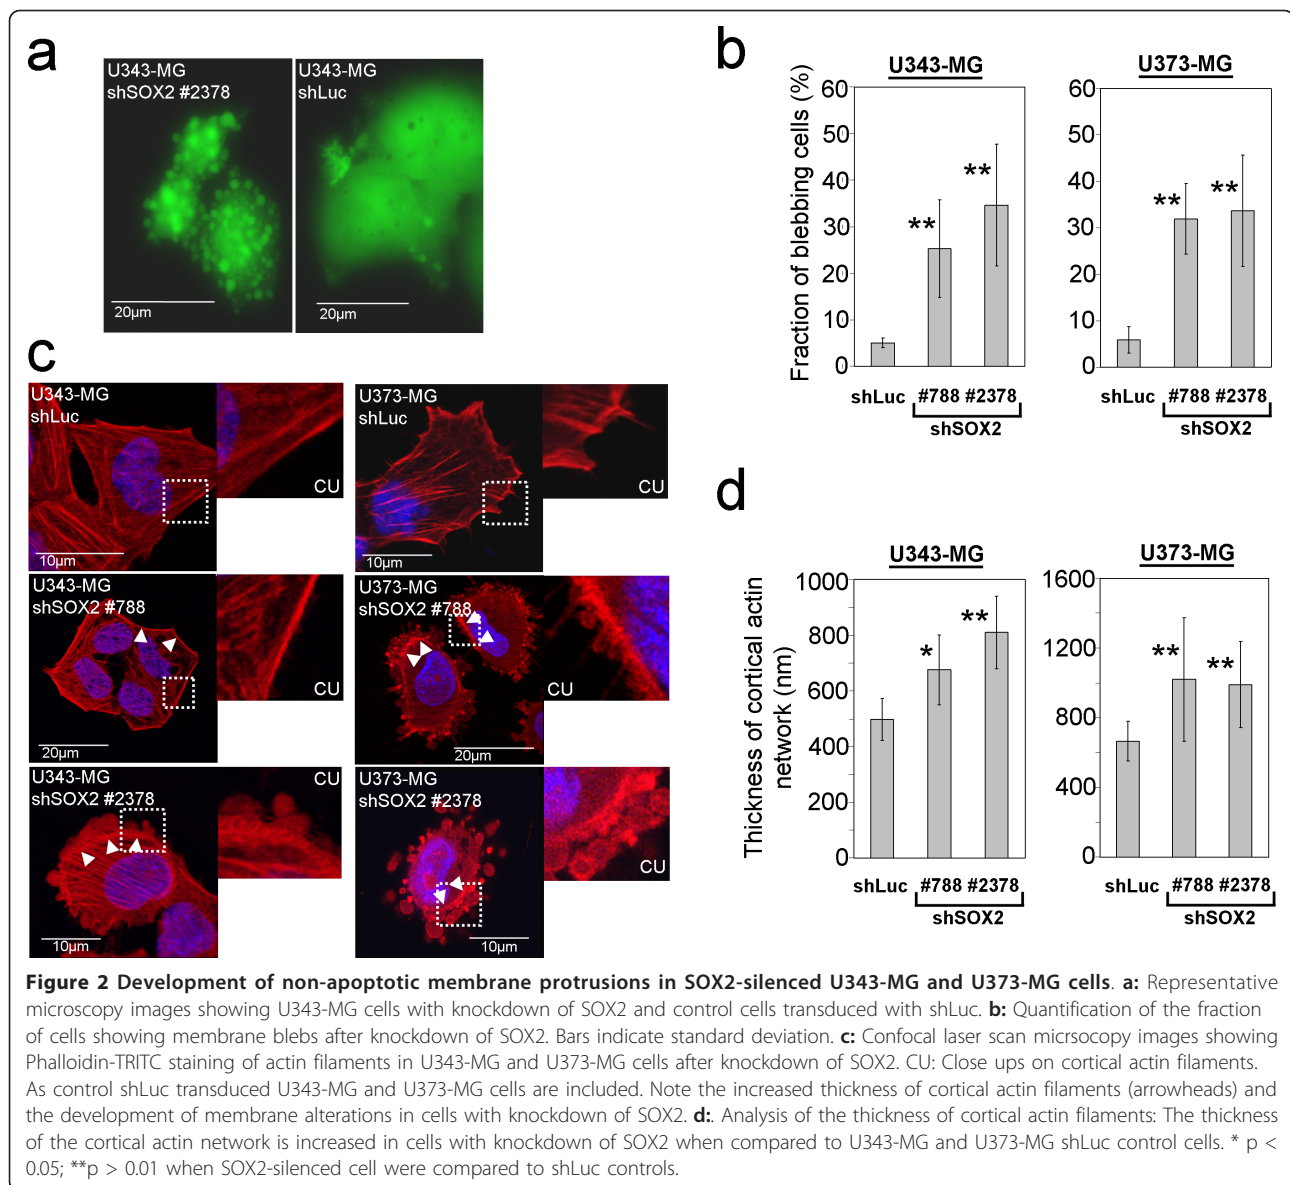 a
U343-MG
shSOX2 #2378
20µm
U343-MG
shLuc
20µm
b
U343-MG
Fraction of blebbing cells (%)
60
50
40
30
20
10
0
**
**
shLuc #788 #2378
shSOX2
U373-MG
60
50
40
30
20
10
0
**
**
shLuc #788 #2378
shSOX2
c
U343-MG
shLuc
10µm
CU
U373-MG
shLuc
10µm
CU
U343-MG
shSOX2 #788
20µm
CU
U373-MG
shSOX2 #788
20µm
CU
U343-MG
shSOX2 #2378
10µm
CU
U373-MG
shSOX2 #2378
10µm
CU
d
U343-MG
Thickness of cortical actin
network (nm)
1000
800
600
400
200
0
*
**
shLuc #788 #2378
shSOX2
U373-MG
1600
1200
800
400
0
**
**
shLuc #788 #2378
shSOX2
Figure 2 Development of non-apoptotic membrane protrusions in SOX2-silenced U343-MG and U373-MG cells. a: Representative
microscopy images showing U343-MG cells with knockdown of SOX2 and control cells transduced with shLuc. b: Quantification of the fraction
of cells showing membrane blebs after knockdown of SOX2. Bars indicate standard deviation. c: Confocal laser scan micrsocopy images showing
Phalloidin-TRITC staining of actin filaments in U343-MG and U373-MG cells after knockdown of SOX2. CU: Close ups on cortical actin filaments.
As control shLuc transduced U343-MG and U373-MG cells are included. Note the increased thickness of cortical actin filaments (arrowheads) and
the development of membrane alterations in cells with knockdown of SOX2. d:. Analysis of the thickness of cortical actin filaments: The thickness
of the cortical actin network is increased in cells with knockdown of SOX2 when compared to U343-MG and U373-MG shLuc control cells. * p <
0.05; **p > 0.01 when SOX2-silenced cell were compared to shLuc controls.